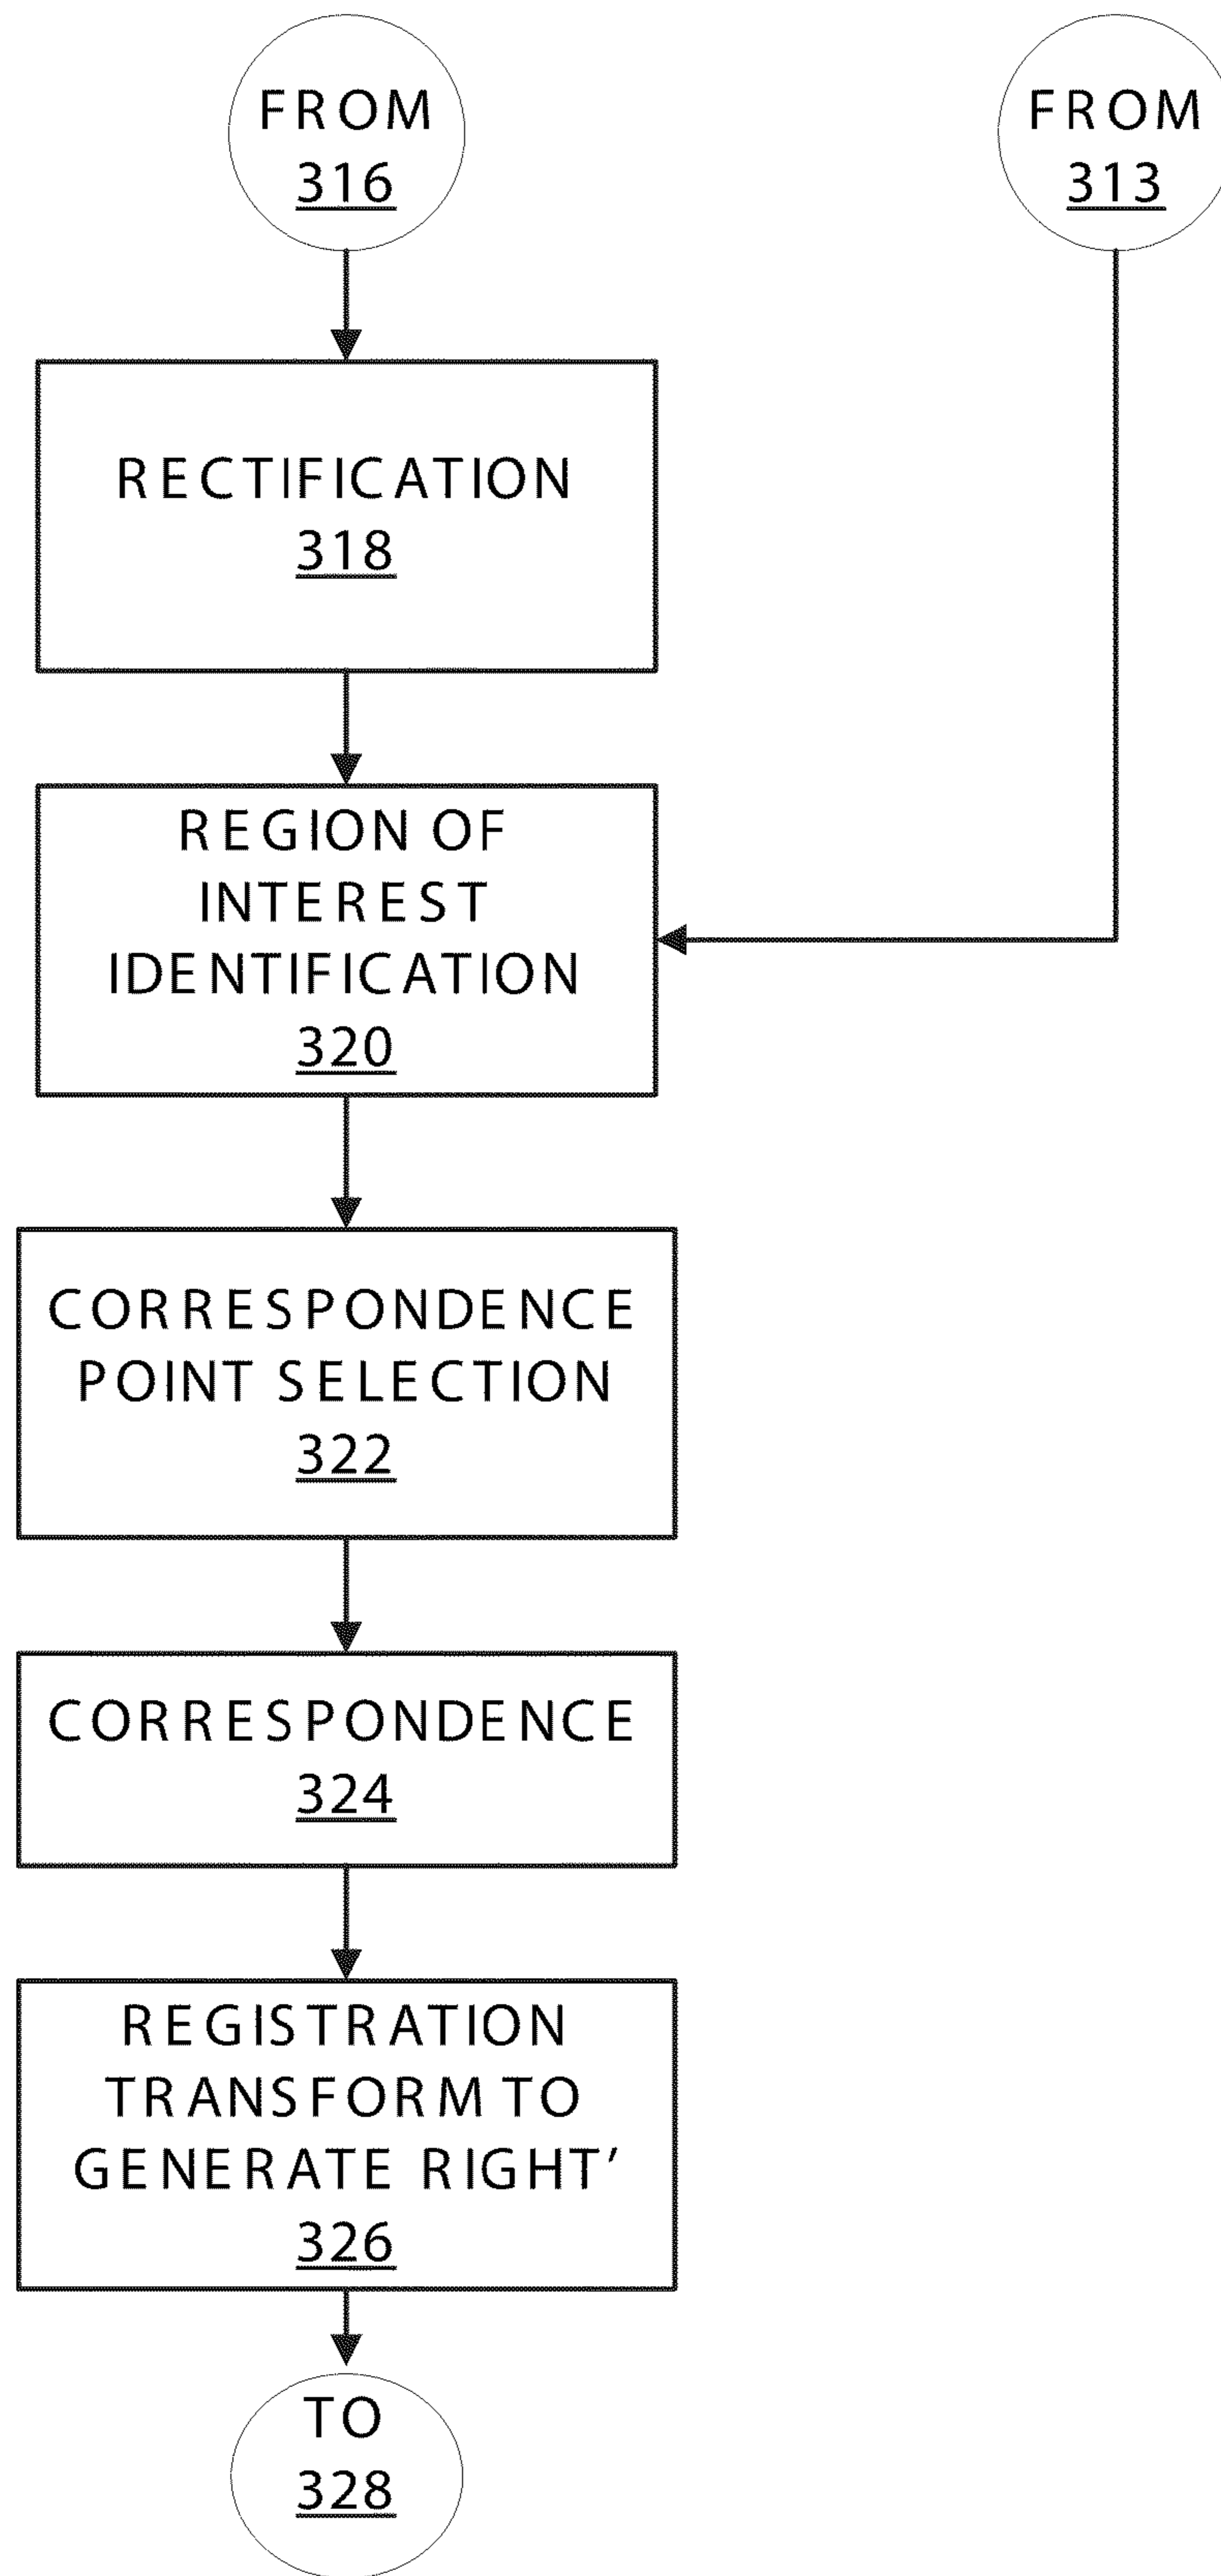 FROM
316
FROM
313
RECTIFICATION
318
REGION OF
INTEREST
IDENTIFICATION
320
CORRESPONDENCE
POINT SELECTION
322
CORRESPONDENCE
324
REGISTRATION
TRANSFORM TO
GENERATE RIGHT’
326
TO
328